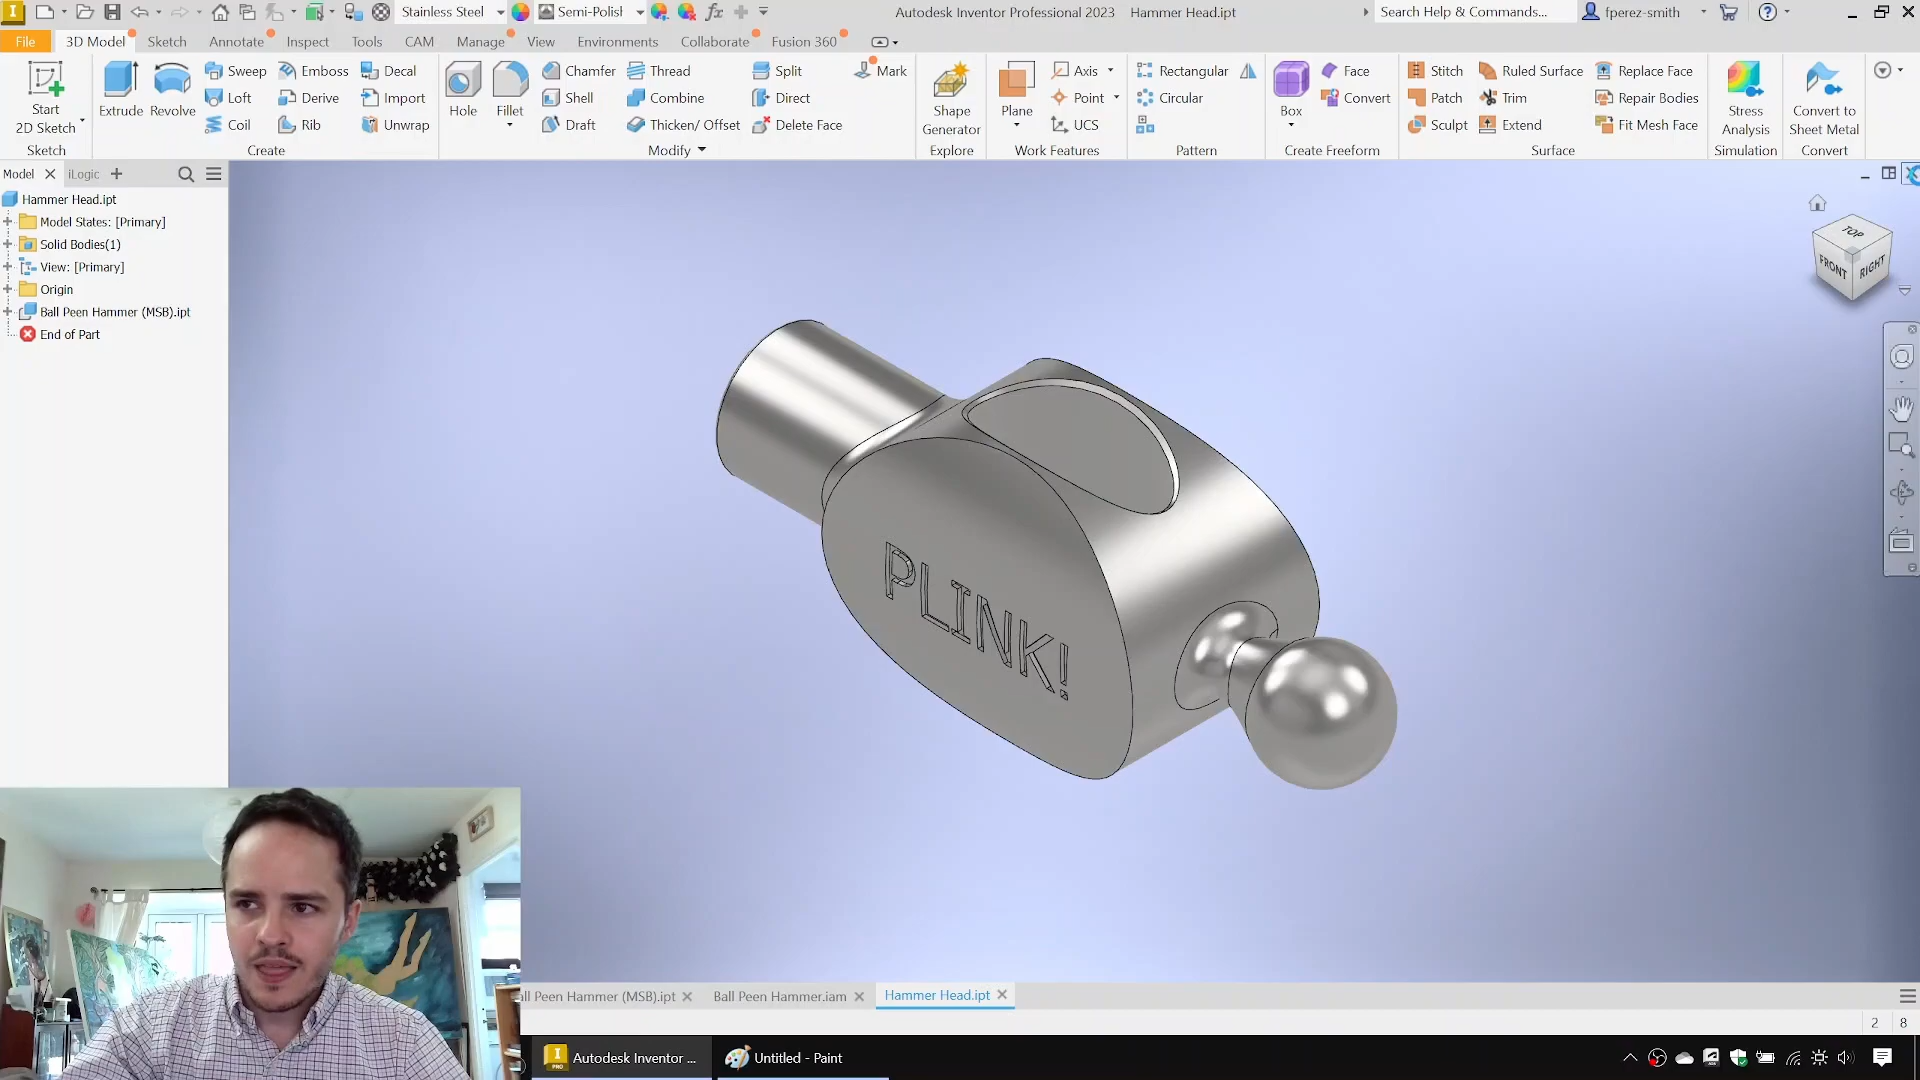 Stainless Steel Semi-Polish fx Autodesk Inventor Professional 2023 Hammer Head.ipt Search Help & Commands... fperez-smith
File 3D Model Sketch Annotate Inspect Tools CAM Manage View Environments Collaborate Fusion 360
Start 2D Sketch
Extrude Revolve
Sweep Emboss Decal
Loft Derive Import
Coil Rib Unwrap
Hole Fillet
Chamfer Thread Split Mark
Shell Combine Direct
Draft Thicken/ Offset Delete Face
Shape Generator
Plane
Axis
Point
UCS
Rectangular
Circular
Box
Face
Convert
Stitch Ruled Surface Replace Face
Patch Trim Repair Bodies
Sculpt Extend Fit Mesh Face
Stress Analysis
Convert to Sheet Metal
Sketch Create Modify Explore Work Features Pattern Create Freeform Surface Simulation Convert
Model iLogic
Hammer Head.ipt
Model States: [Primary]
Solid Bodies(1)
View: [Primary]
Origin
Ball Peen Hammer (MSB).ipt
End of Part
TOP
FRONT RIGHT
PLINK!
all Peen Hammer (MSB).ipt Ball Peen Hammer.iam Hammer Head.ipt
2 8
Autodesk Inventor ... Untitled - Paint